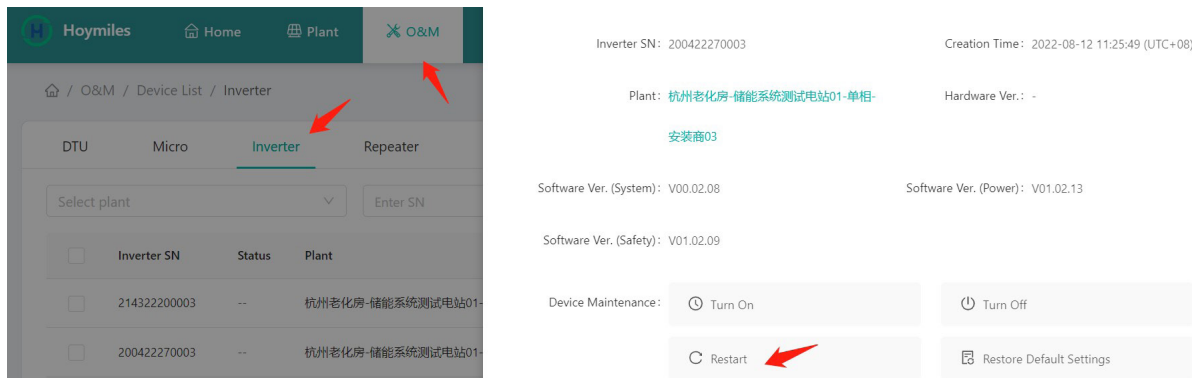 Hoymiles
Home
Plant
O&M
/ O&M / Device List / Inverter
DTU
Micro
Inverter
Repeater
Select plant
Enter SN
Inverter SN
Status
Plant
214322200003
--
杭州老化房-储能系统测试电站01-
200422270003
--
杭州老化房-储能系统测试电站01-
Inverter SN: 200422270003
Creation Time: 2022-08-12 11:25:49 (UTC+08)
Plant: 杭州老化房-储能系统测试电站01-单相-
安装商03
Hardware Ver.: -
Software Ver. (System): V00.02.08
Software Ver. (Power): V01.02.13
Software Ver. (Safety): V01.02.09
Device Maintenance:
Turn On
Turn Off
Restart
Restore Default Settings